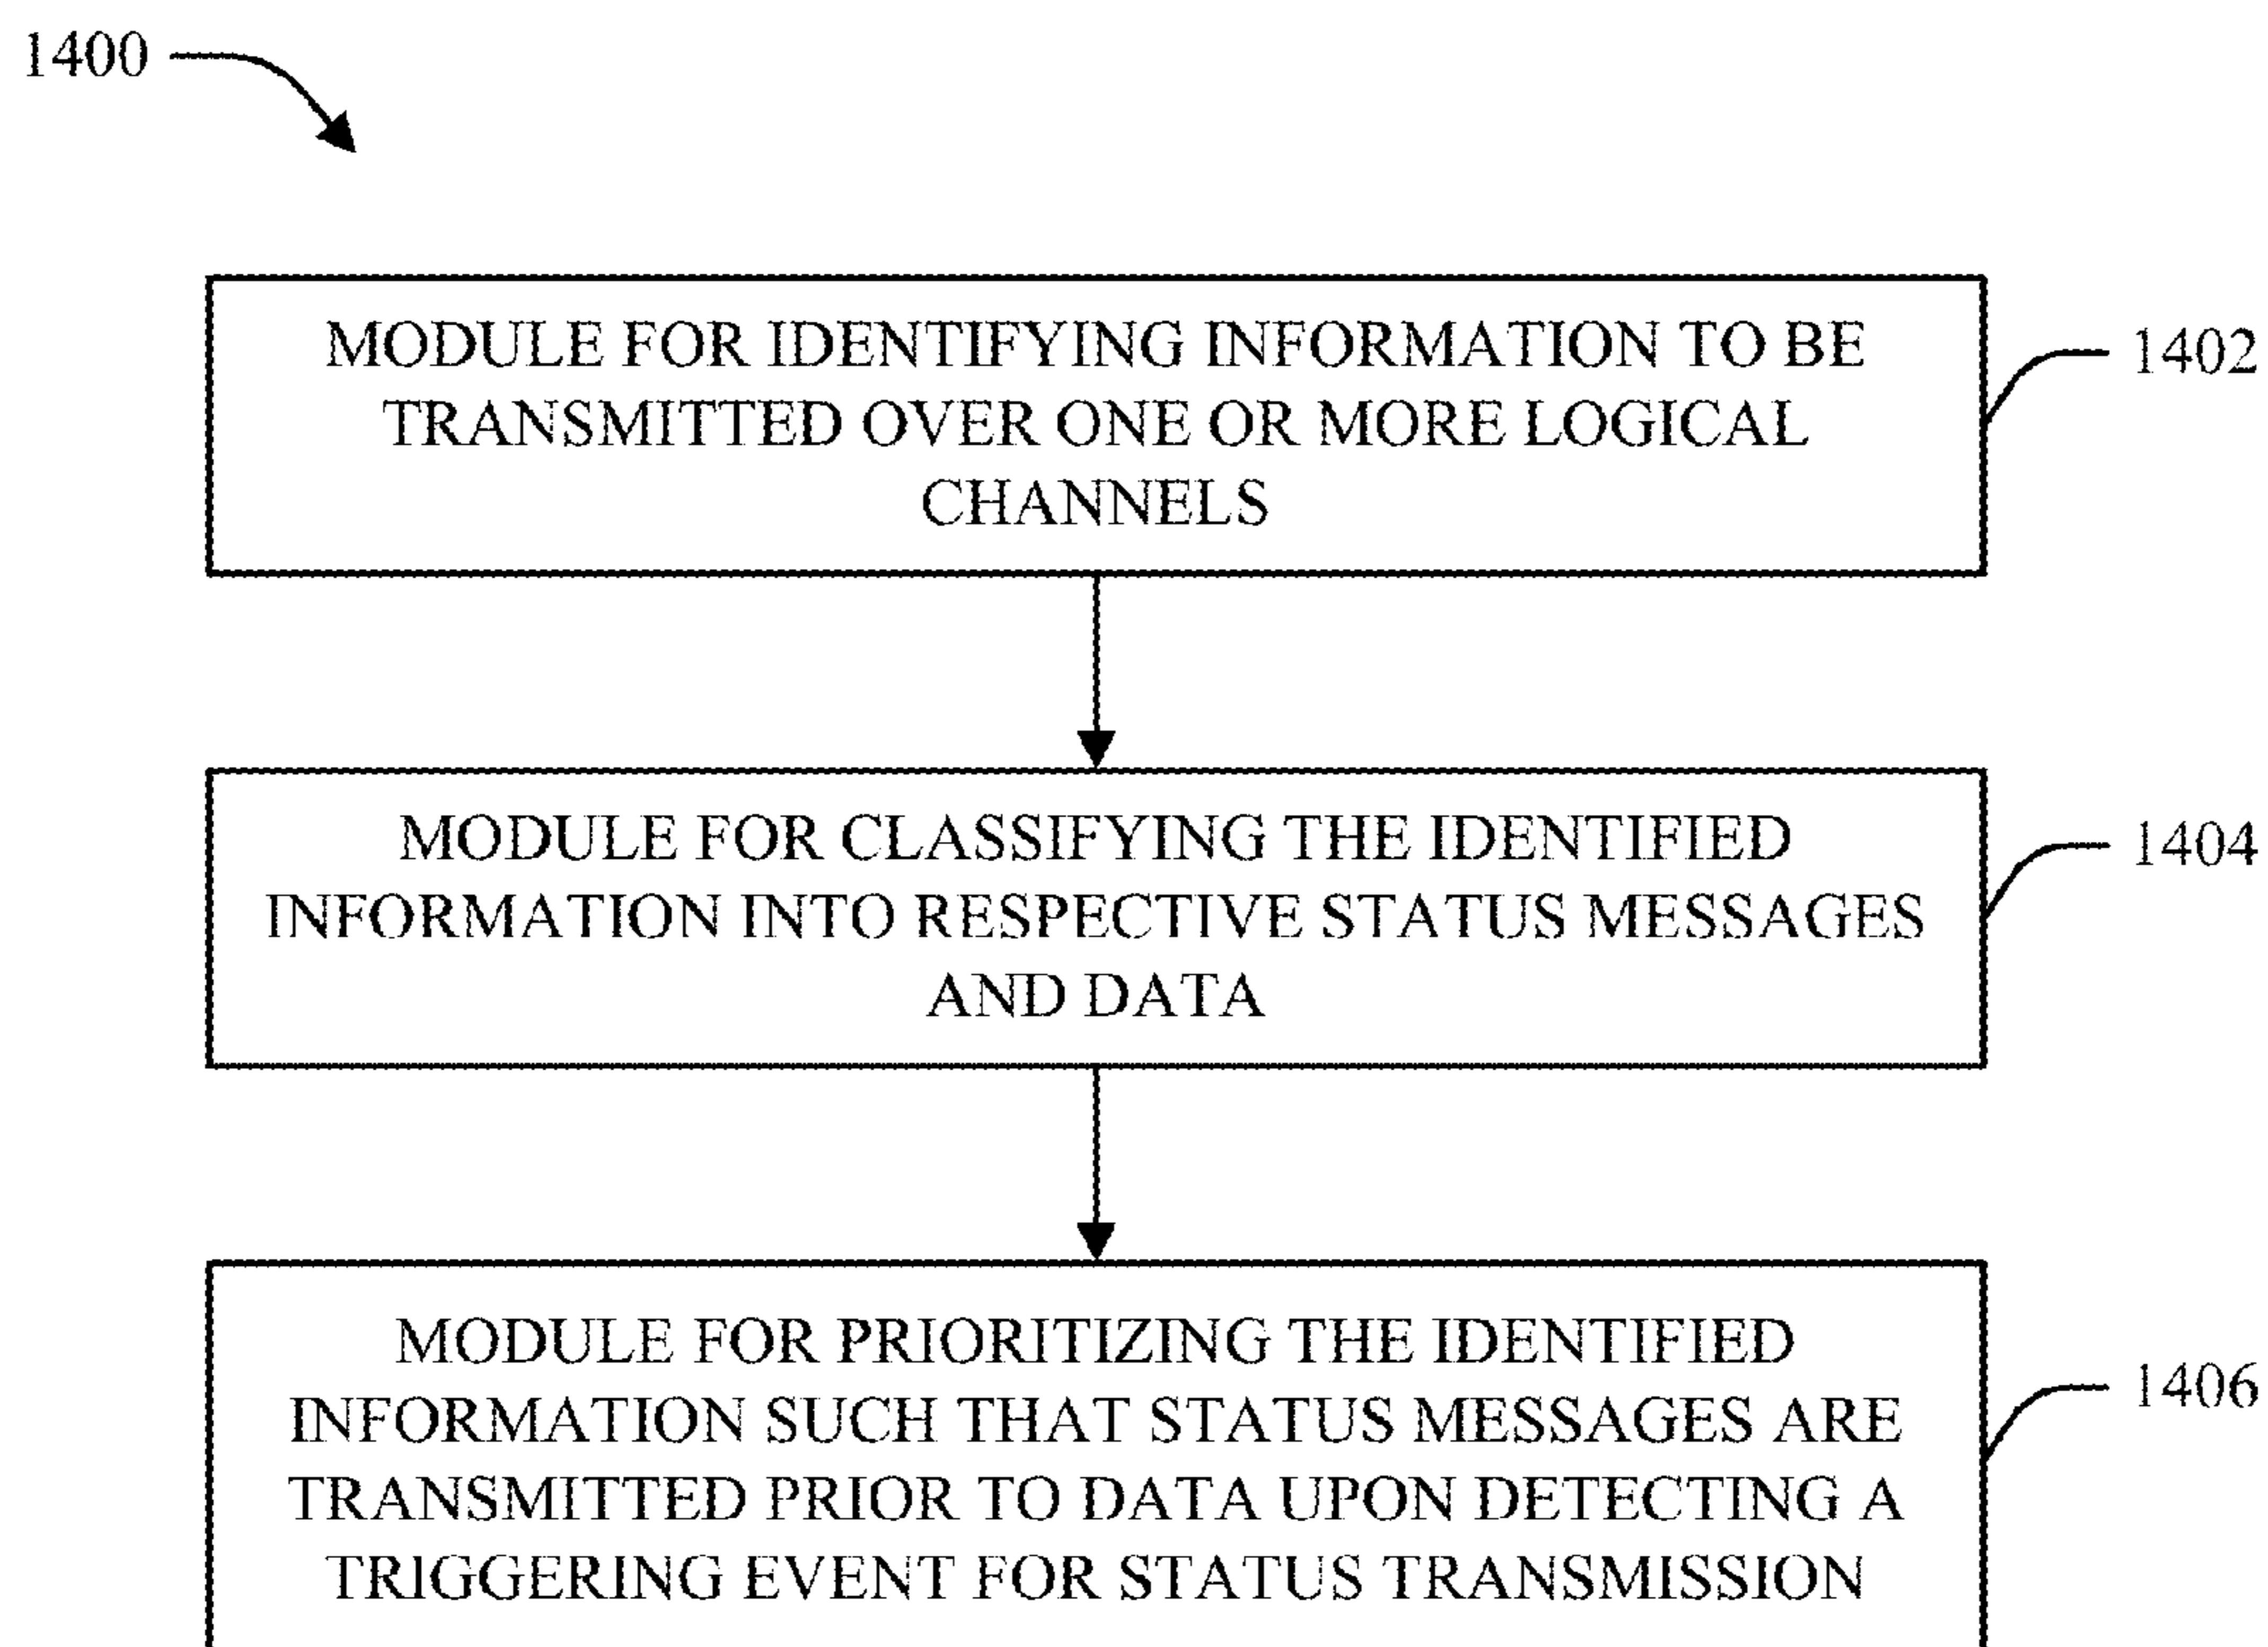 1400
MODULE FOR IDENTIFYING INFORMATION TO BE
TRANSMITTED OVER ONE OR MORE LOGICAL
CHANNELS
1402
MODULE FOR CLASSIFYING THE IDENTIFIED
INFORMATION INTO RESPECTIVE STATUS MESSAGES
AND DATA
1404
MODULE FOR PRIORITIZING THE IDENTIFIED
INFORMATION SUCH THAT STATUS MESSAGES ARE
TRANSMITTED PRIOR TO DATA UPON DETECTING A
TRIGGERING EVENT FOR STATUS TRANSMISSION
1406